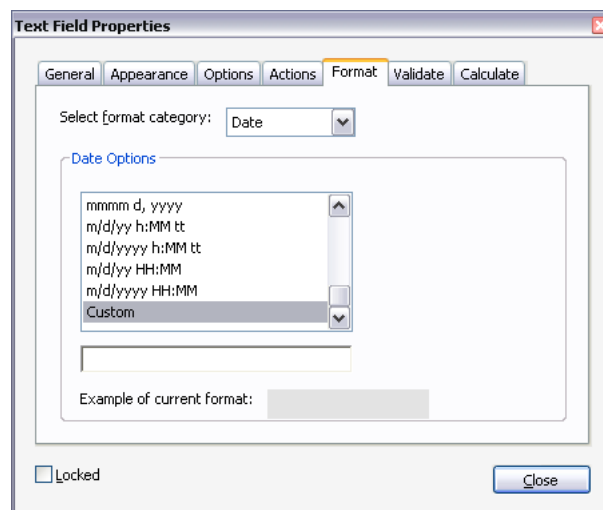 Text Field Properties
General Appearance Options Actions Format Validate Calculate
Select format category: Date
Date Options
mmmm d, yyyy
m/d/yy h:MM tt
m/d/yyyy h:MM tt
m/d/yy HH:MM
m/d/yyyy HH:MM
Custom
Example of current format:
Locked
Close